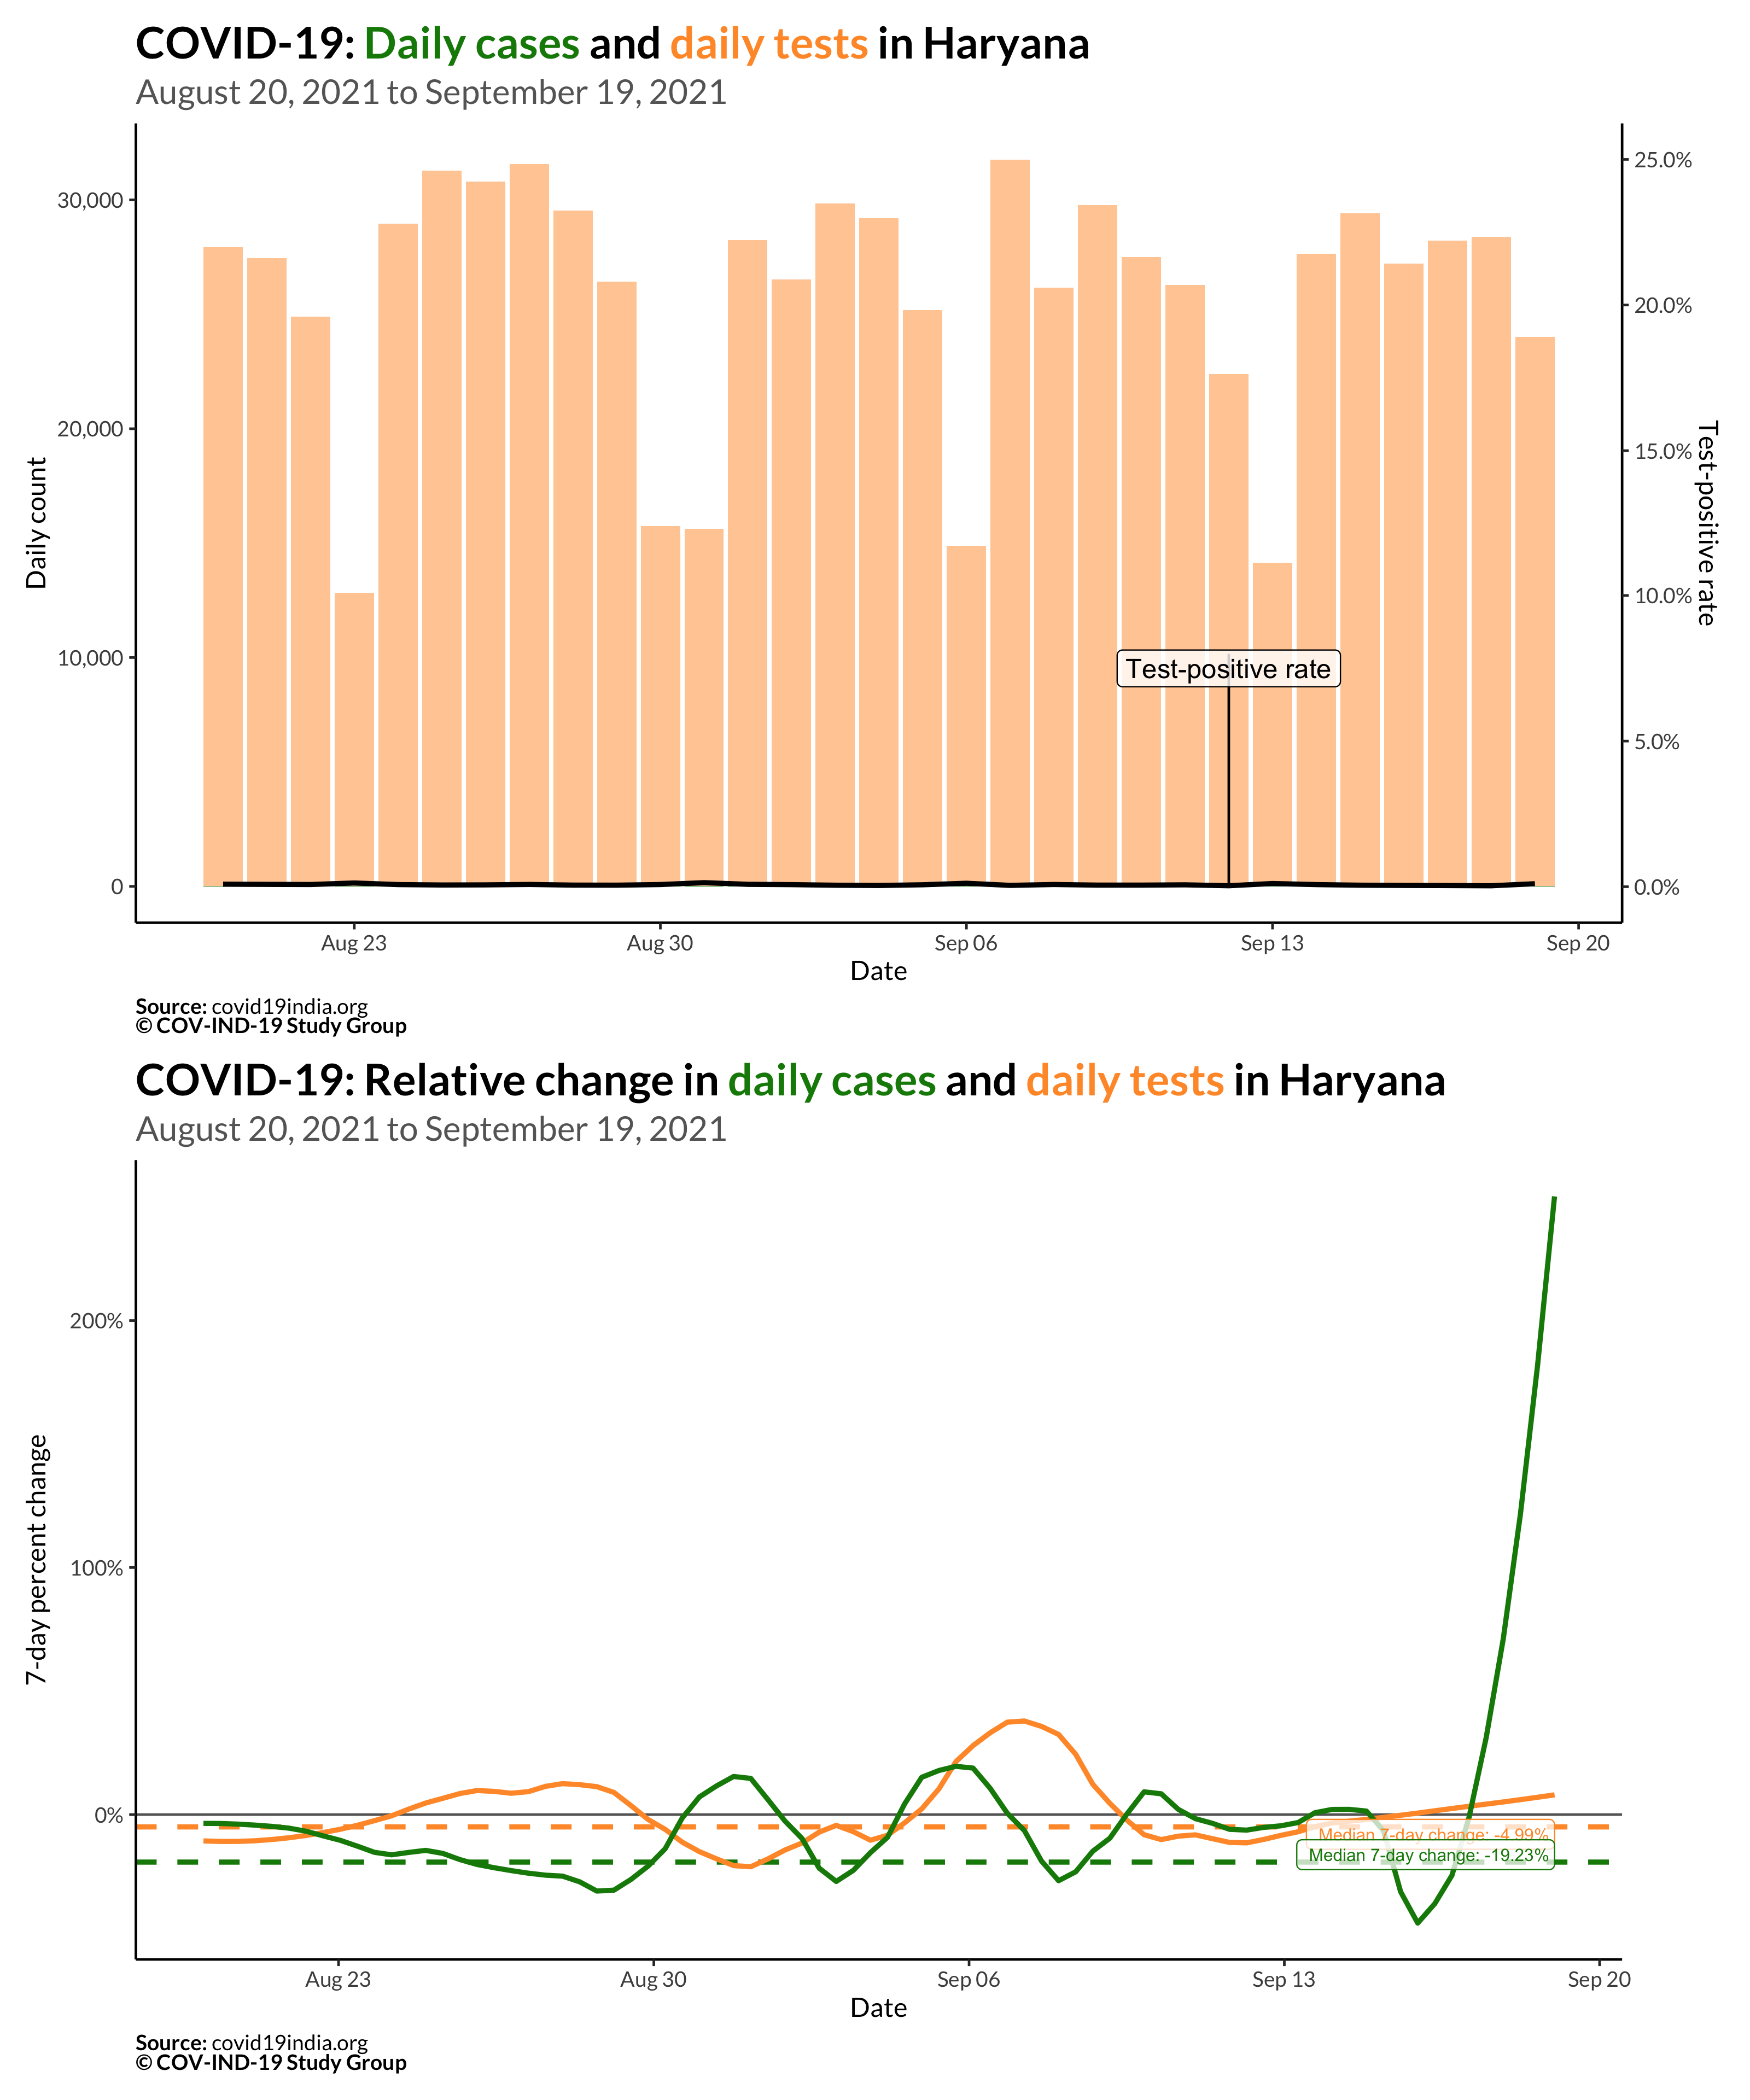 COVID-19: Daily cases and daily tests in Haryana
August 20, 2021 to September 19, 2021
Daily count
30,000
20,000
10,000
0
25.0%
20.0%
15.0%
10.0%
5.0%
0.0%
Test-positive rate
Test-positive rate
Aug 23
Aug 30
Sep 06
Sep 13
Sep 20
Date
Source: covid19india.org
© COV-IND-19 Study Group
COVID-19: Relative change in daily cases and daily tests in Haryana
August 20, 2021 to September 19, 2021
7-day percent change
200%
100%
0%
Median 7-day change: -4.99%
Median 7-day change: -19.23%
Aug 23
Aug 30
Sep 06
Sep 13
Sep 20
Date
Source: covid19india.org
© COV-IND-19 Study Group